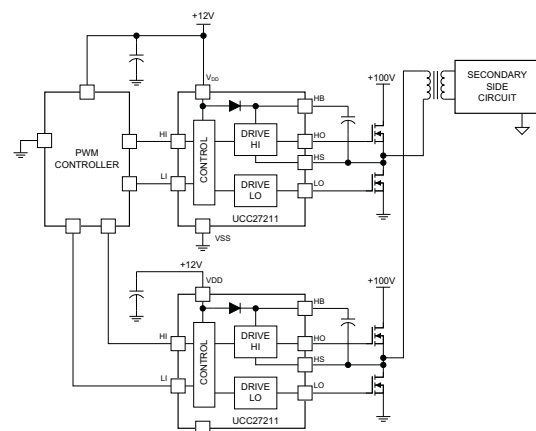 +12V
VDD
HB
+100V
SECONDARY
SIDE
CIRCUIT
PWM
CONTROLLER
HI
CONTROL
DRIVE
HI
HO
HS
LI
DRIVE
LO
LO
UCC27211
VSS
+12V
VDD
HB
+100V
HI
CONTROL
DRIVE
HI
HO
HS
LI
DRIVE
LO
LO
UCC27211